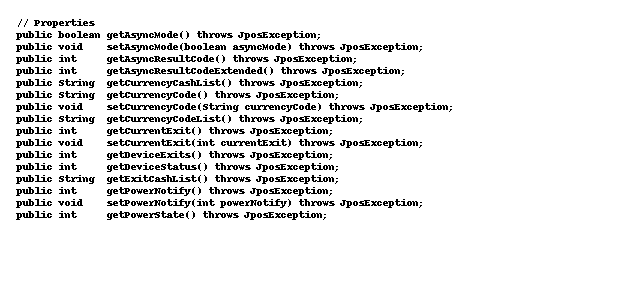 // Properties
public boolean getAsyncMode() throws JposException;
public void    setAsyncMode(boolean asyncMode) throws JposException;
public int     getAsyncResultCode() throws JposException;
public int     getAsyncResultCodeExtended() throws JposException;
public String  getCurrencyCashList() throws JposException;
public String  getCurrencyCode() throws JposException;
public void    setCurrencyCode(String currencyCode) throws JposException;
public String  getCurrencyCodeList() throws JposException;
public int     getCurrentExit() throws JposException;
public void    setCurrentExit(int currentExit) throws JposException;
public int     getDeviceExits() throws JposException;
public int     getDeviceStatus() throws JposException;
public String  getExitCashList() throws JposException;
public int     getPowerNotify() throws JposException;
public void    setPowerNotify(int powerNotify) throws JposException;
public int     getPowerState() throws JposException;